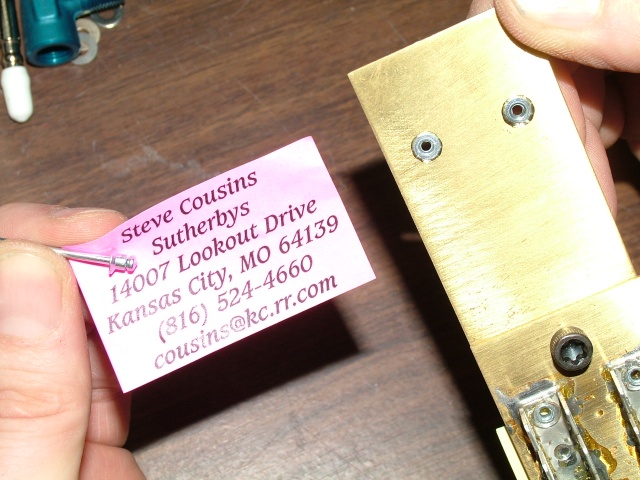 Steve Cousins
Sutherbys
14007 Lookout Drive
Kansas City, MO 64139
(816) 524-4660
cousins@kc.rr.com